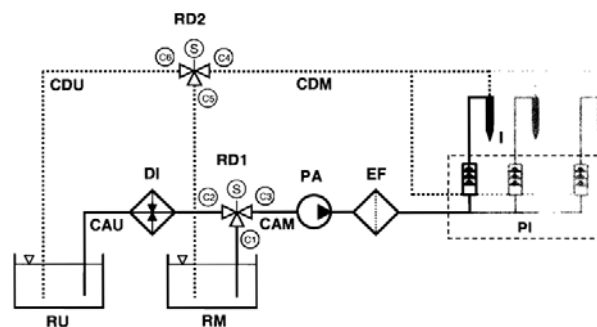 RD2
C6 S C4
CDU C5 CDM
I
DI RD1 PA EF
C2 S C3
CAU C1 CAM PI
RU RM